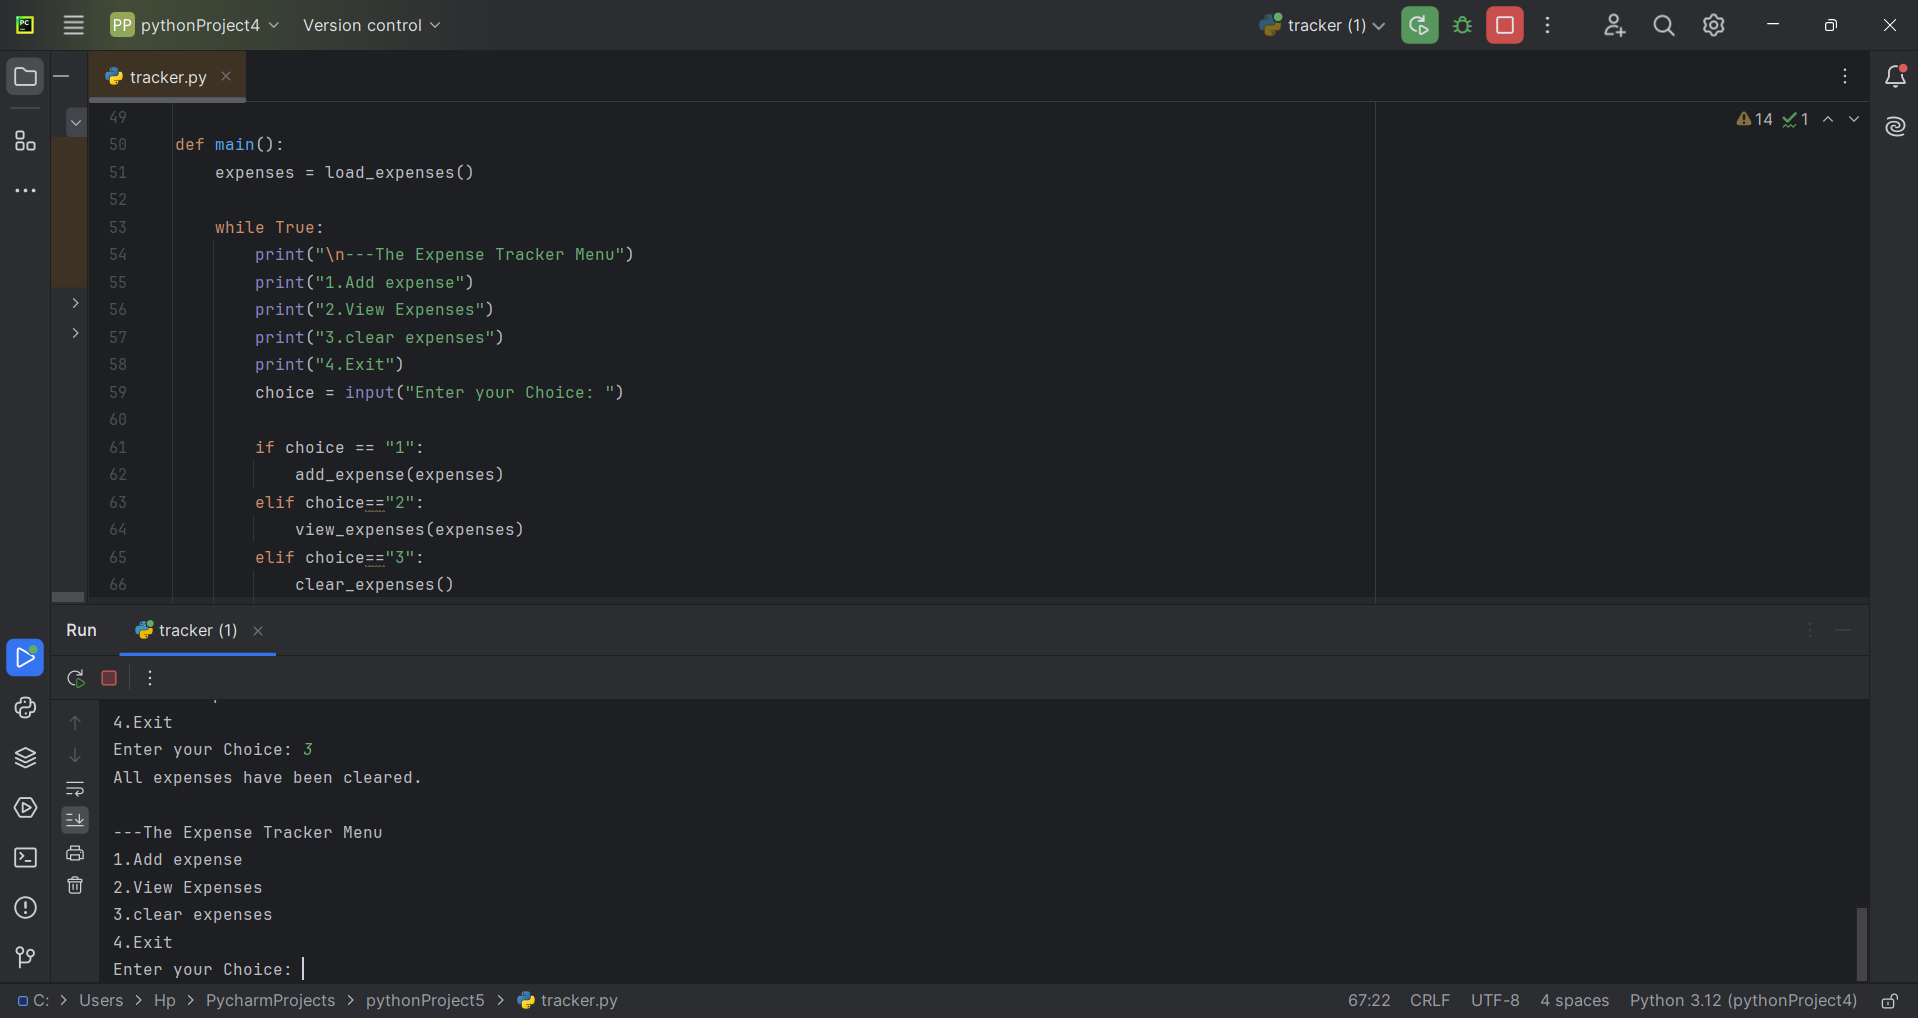 PC
PP pythonProject4 Version control tracker (1)
tracker.py
14 1
49
50 def main():
51 expenses = load_expenses()
52
53 while True:
54 print("\n---The Expense Tracker Menu")
55 print("1.Add expense")
56 print("2.View Expenses")
57 print("3.clear expenses")
58 print("4.Exit")
59 choice = input("Enter your Choice: ")
60
61 if choice == "1":
62 add_expense(expenses)
63 elif choice=="2":
64 view_expenses(expenses)
65 elif choice=="3":
66 clear_expenses()
Run tracker (1)
4.Exit
Enter your Choice: 3
All expenses have been cleared.
---The Expense Tracker Menu
1.Add expense
2.View Expenses
3.clear expenses
4.Exit
Enter your Choice:
C: > Users > Hp > PycharmProjects > pythonProject5 > tracker.py 67:22 CRLF UTF-8 4 spaces Python 3.12 (pythonProject4)